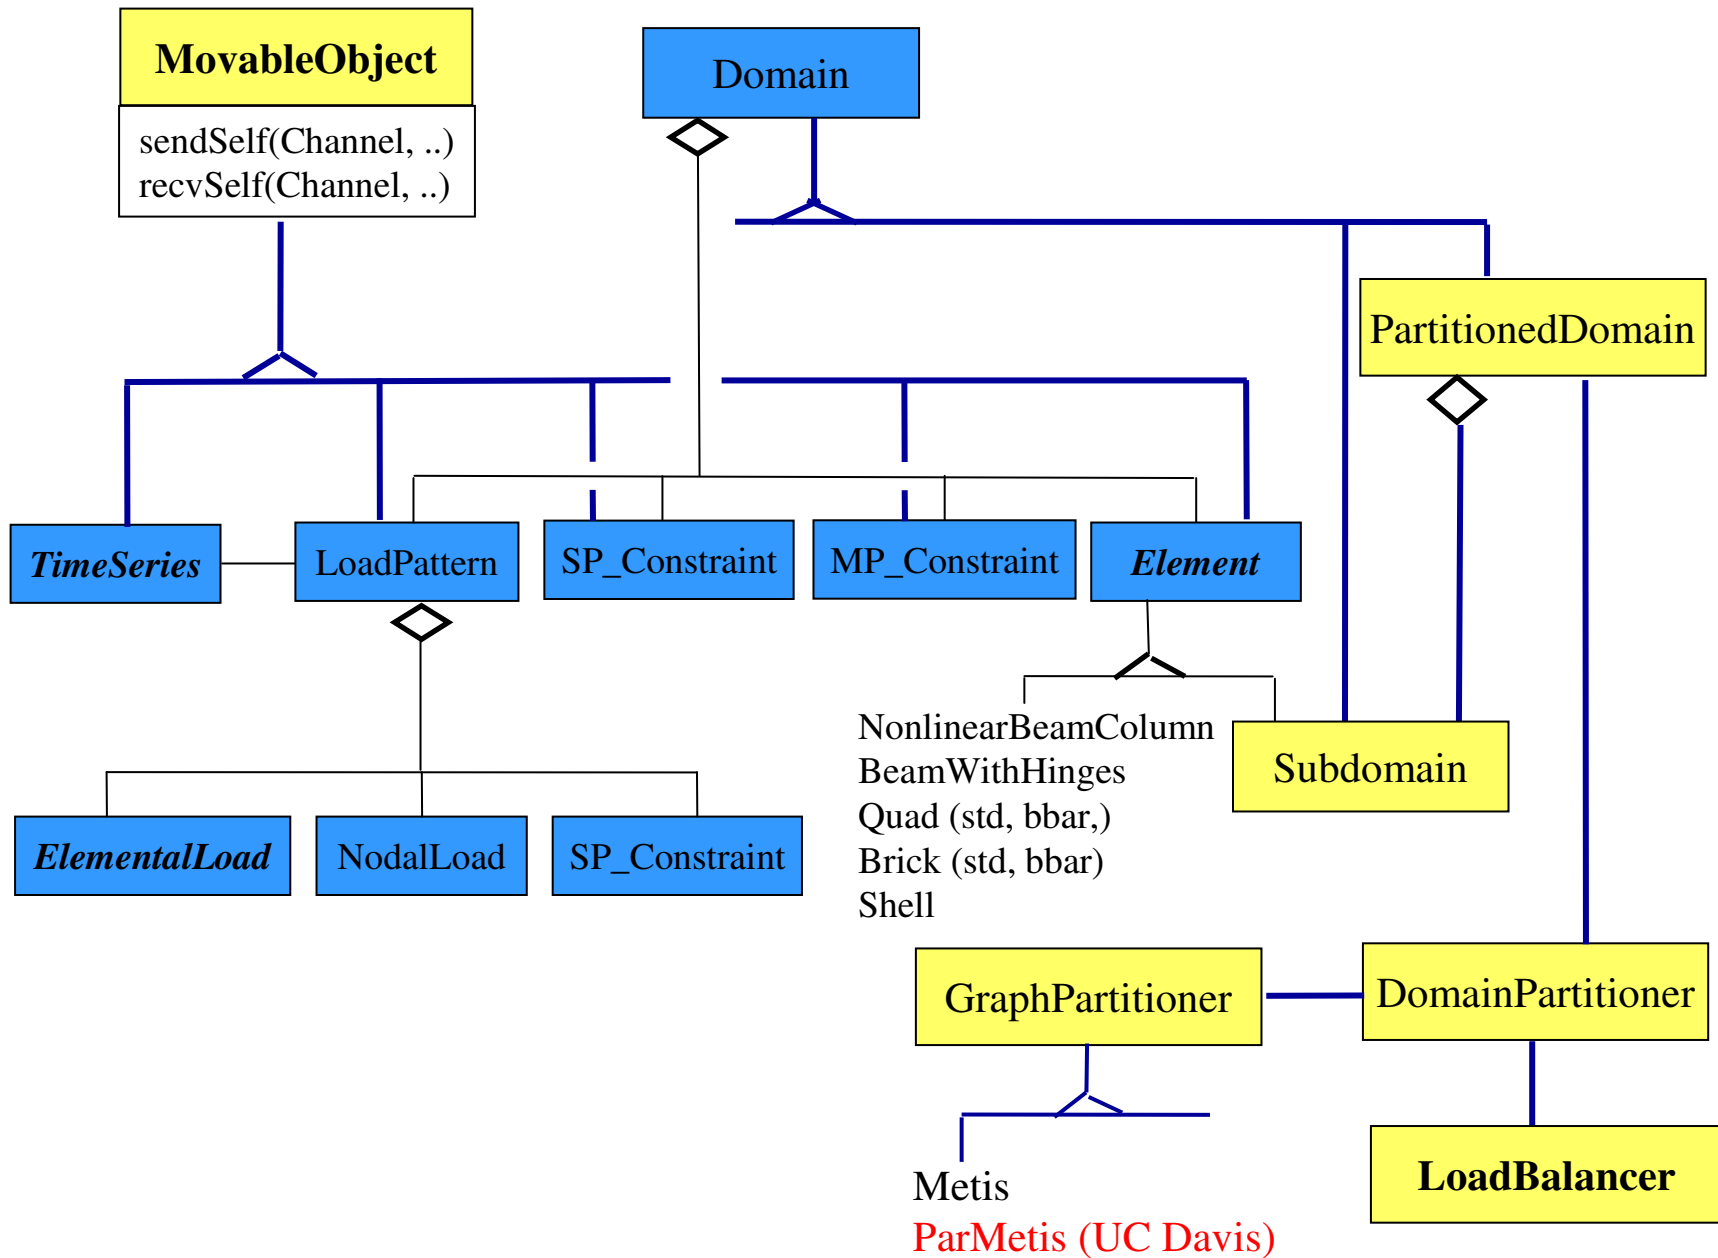 MovableObject
sendSelf(Channel, ..)
recvSelf(Channel, ..)
Domain
PartitionedDomain
TimeSeries
LoadPattern
SP_Constraint
MP_Constraint
Element
NonlinearBeamColumn
BeamWithHinges
Quad (std, bbar,)
Brick (std, bbar)
Shell
Subdomain
ElementalLoad
NodalLoad
SP_Constraint
GraphPartitioner
DomainPartitioner
Metis
ParMetis (UC Davis)
LoadBalancer